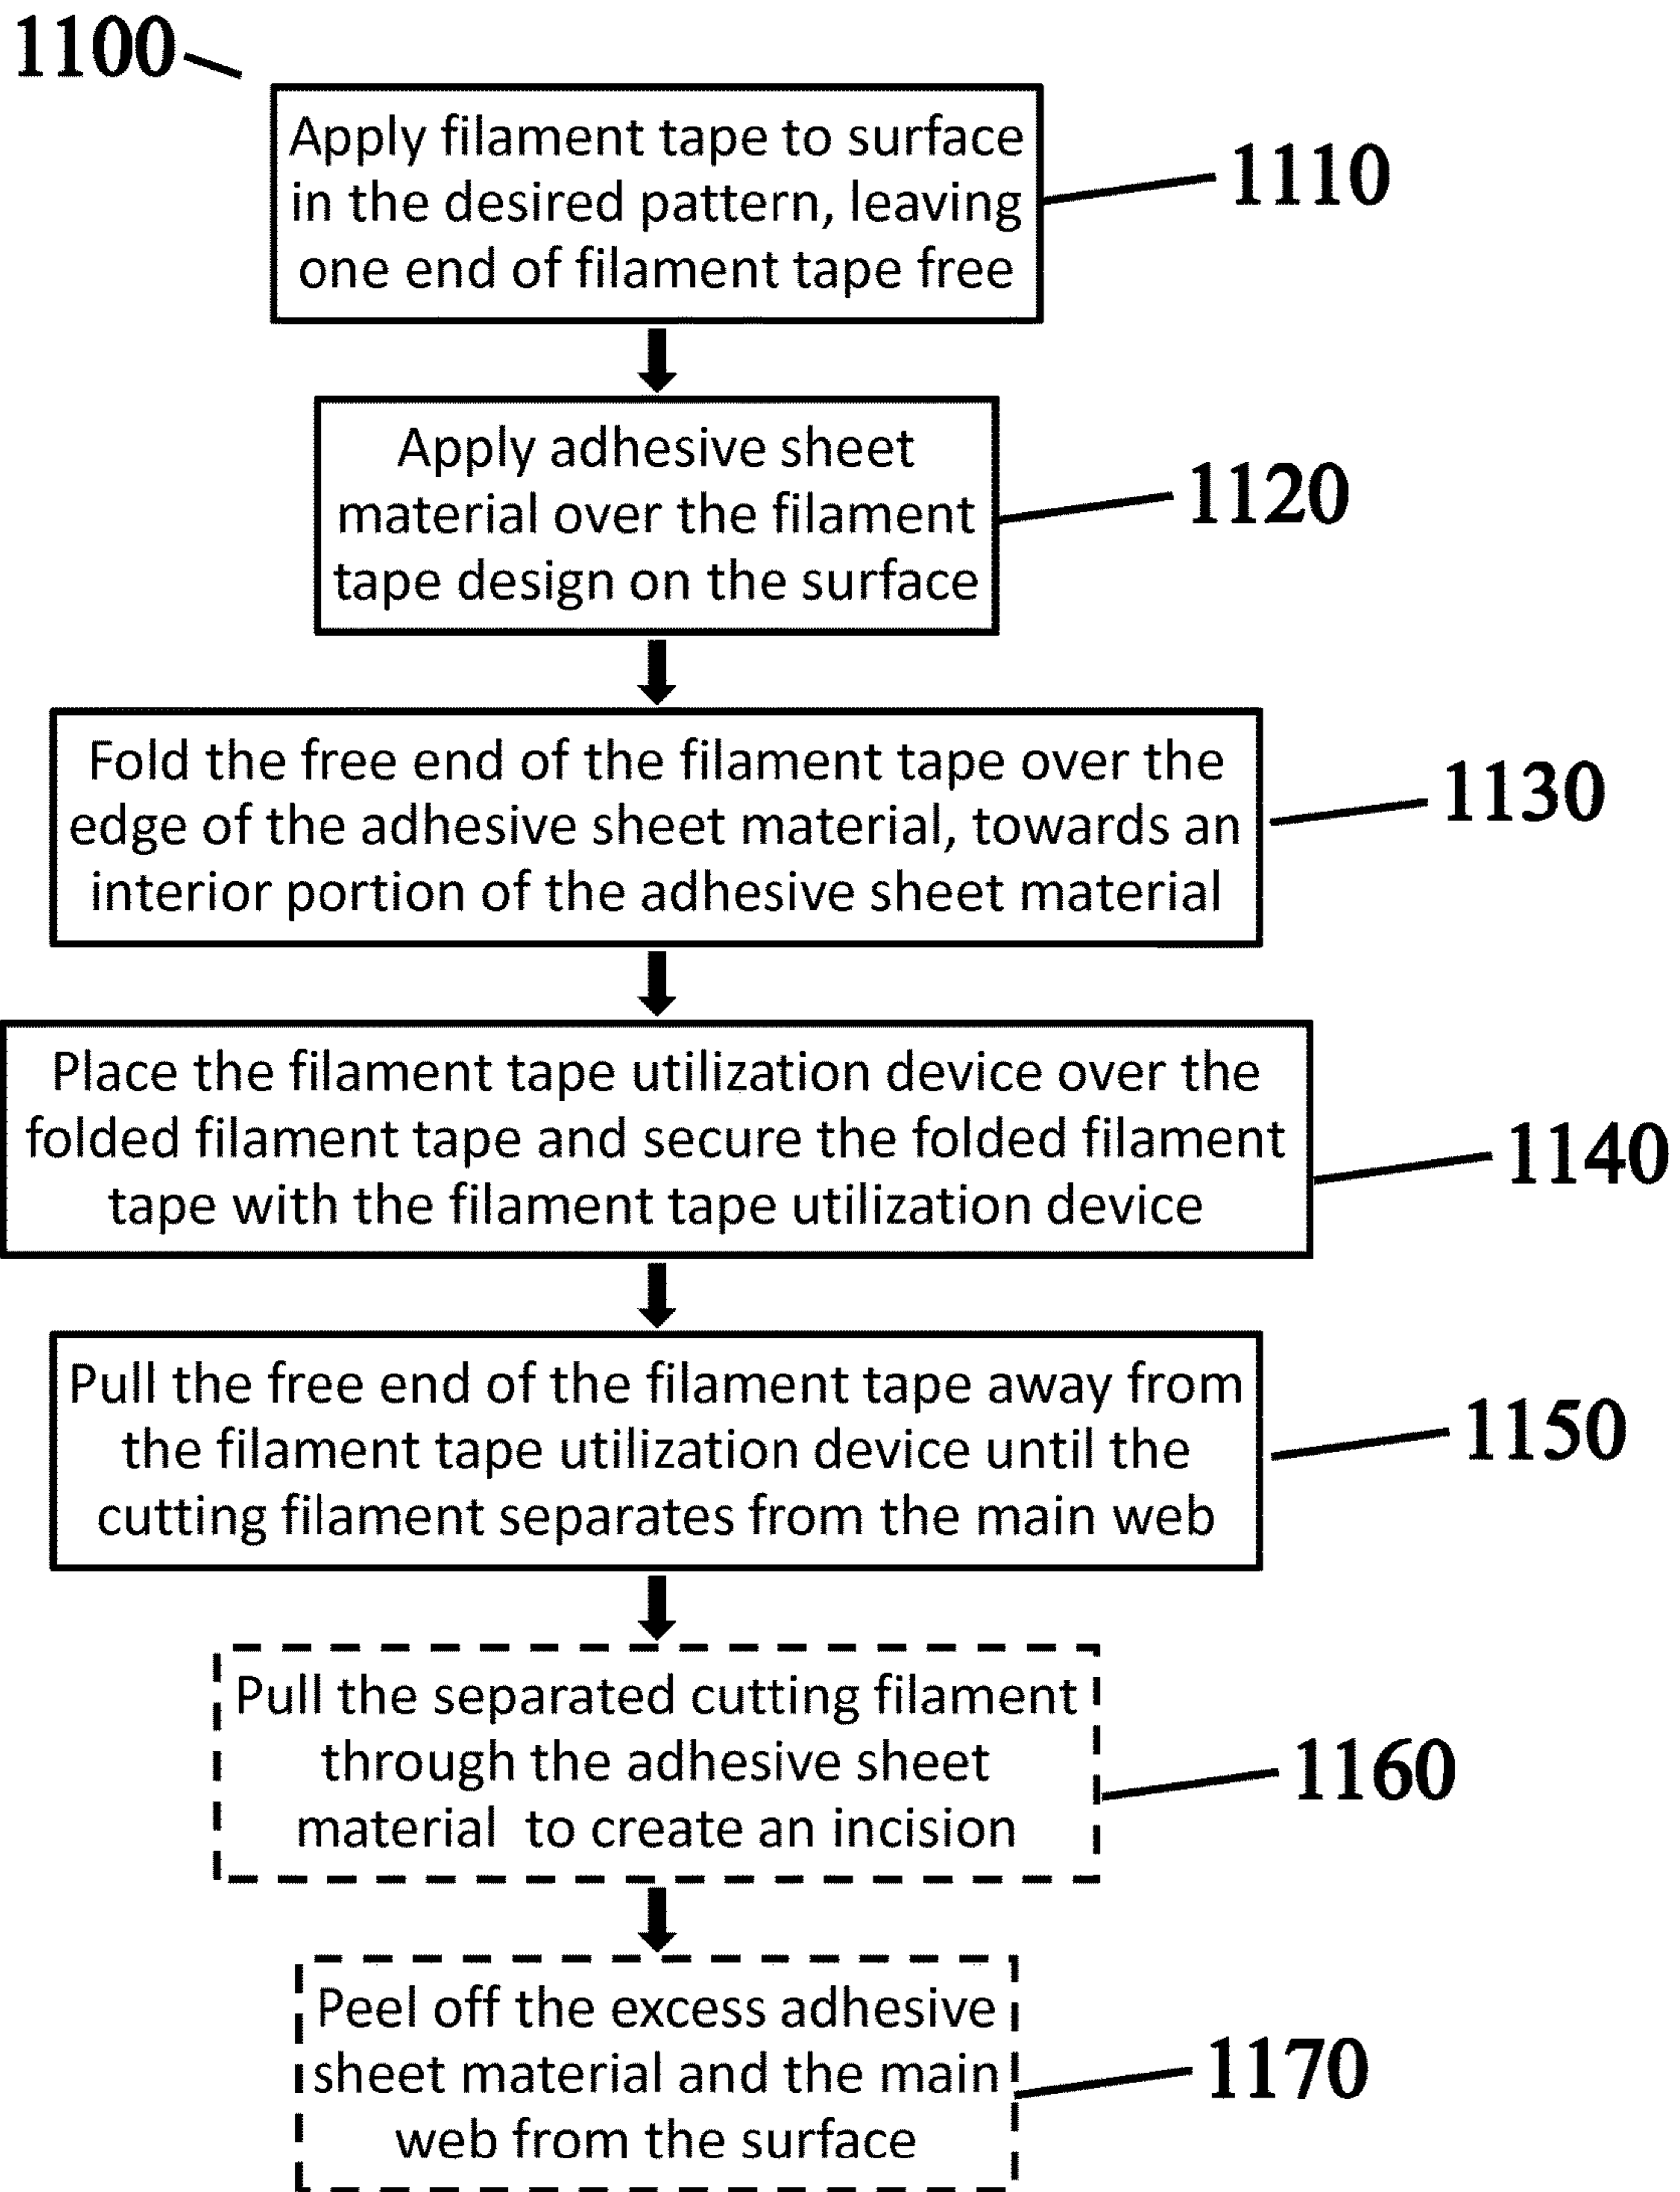 1100
Apply filament tape to surface
in the desired pattern, leaving
one end of filament tape free
1110
Apply adhesive sheet
material over the filament
tape design on the surface
1120
Fold the free end of the filament tape over the
edge of the adhesive sheet material, towards an
interior portion of the adhesive sheet material
1130
Place the filament tape utilization device over the
folded filament tape and secure the folded filament
tape with the filament tape utilization device
1140
Pull the free end of the filament tape away from
the filament tape utilization device until the
cutting filament separates from the main web
1150
Pull the separated cutting filament
through the adhesive sheet
material  to create an incision
1160
Peel off the excess adhesive
sheet material and the main
web from the surface
1170